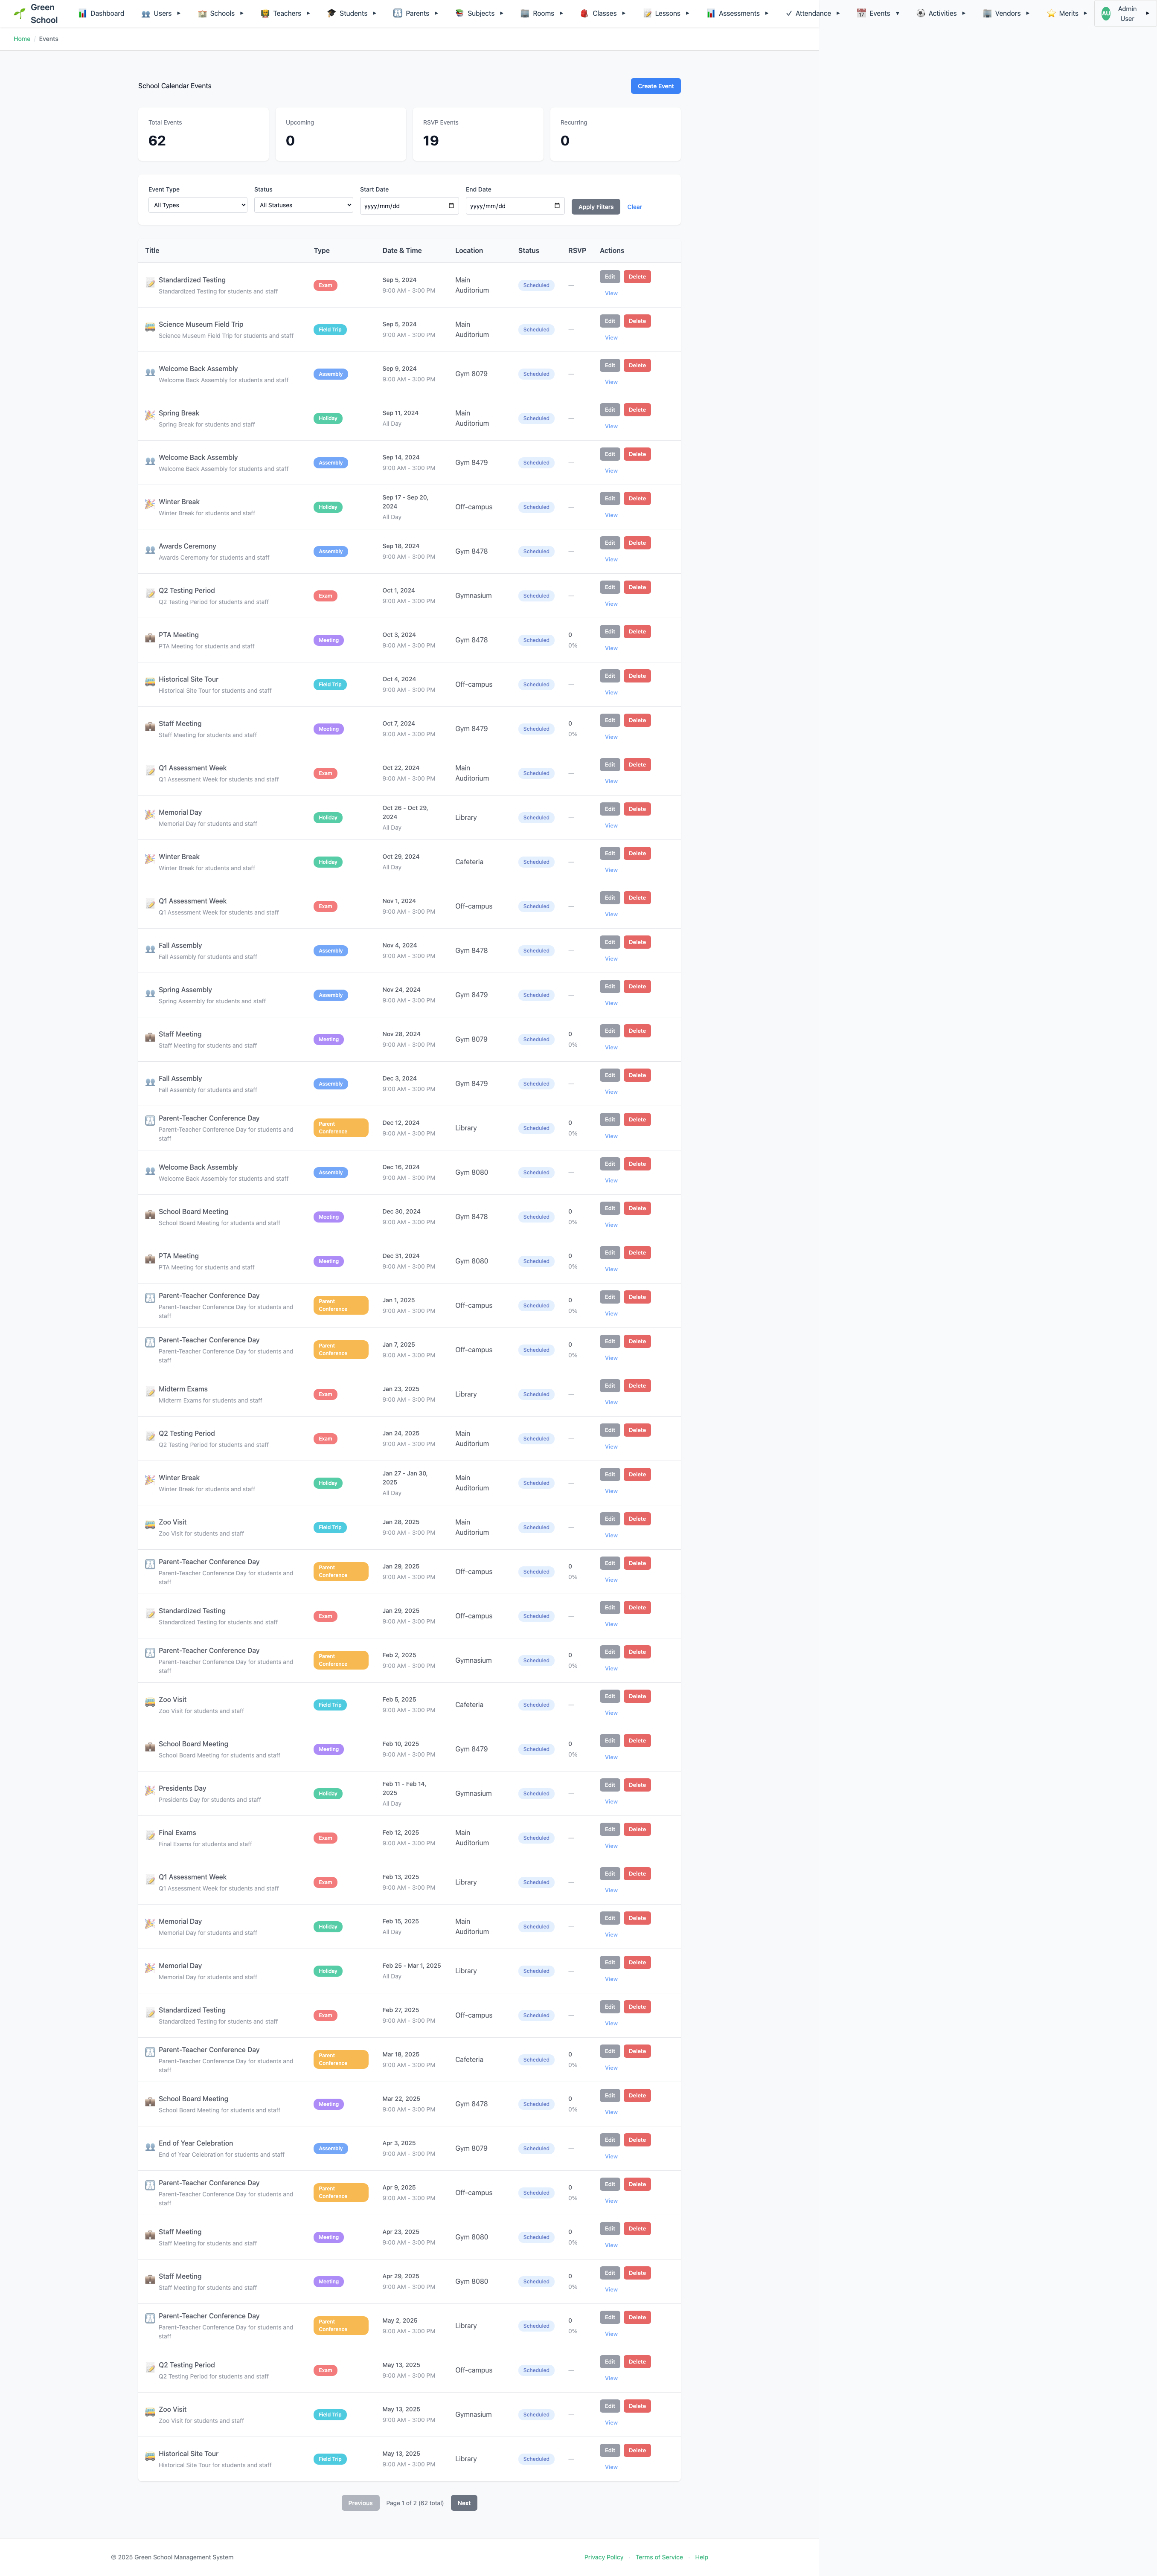 Green School
Dashboard
Users
Schools
Teachers
Students
Parents
Subjects
Rooms
Classes
Lessons
Assessments
Attendance
Events
Activities
Vendors
Merits
AU
Admin User
Home / Events
School Calendar Events
Create Event
Total Events
62
Upcoming
0
RSVP Events
19
Recurring
0
Event Type
All Types
Status
All Statuses
Start Date
yyyy/mm/dd
End Date
yyyy/mm/dd
Apply Filters
Clear
Title Type Date & Time Location Status RSVP Actions
Standardized Testing Exam Sep 5, 2024 Main Auditorium Scheduled — Edit Delete
Standardized Testing for students and staff 9:00 AM - 3:00 PM View
Science Museum Field Trip Field Trip Sep 5, 2024 Main Auditorium Scheduled — Edit Delete
Science Museum Field Trip for students and staff 9:00 AM - 3:00 PM View
Welcome Back Assembly Assembly Sep 9, 2024 Gym 8079 Scheduled — Edit Delete
Welcome Back Assembly for students and staff 9:00 AM - 3:00 PM View
Spring Break Holiday Sep 11, 2024 Main Auditorium Scheduled — Edit Delete
Spring Break for students and staff All Day View
Welcome Back Assembly Assembly Sep 14, 2024 Gym 8479 Scheduled — Edit Delete
Welcome Back Assembly for students and staff 9:00 AM - 3:00 PM View
Winter Break Holiday Sep 17 - Sep 20, 2024 Off-campus Scheduled — Edit Delete
Winter Break for students and staff All Day View
Awards Ceremony Assembly Sep 18, 2024 Gym 8478 Scheduled — Edit Delete
Awards Ceremony for students and staff 9:00 AM - 3:00 PM View
Q2 Testing Period Exam Oct 1, 2024 Gymnasium Scheduled — Edit Delete
Q2 Testing Period for students and staff 9:00 AM - 3:00 PM View
PTA Meeting Meeting Oct 3, 2024 Gym 8478 Scheduled 0 Edit Delete
PTA Meeting for students and staff 9:00 AM - 3:00 PM 0% View
Historical Site Tour Field Trip Oct 4, 2024 Off-campus Scheduled — Edit Delete
Historical Site Tour for students and staff 9:00 AM - 3:00 PM View
Staff Meeting Meeting Oct 7, 2024 Gym 8479 Scheduled 0 Edit Delete
Staff Meeting for students and staff 9:00 AM - 3:00 PM 0% View
Q1 Assessment Week Exam Oct 22, 2024 Main Auditorium Scheduled — Edit Delete
Q1 Assessment Week for students and staff 9:00 AM - 3:00 PM View
Memorial Day Holiday Oct 26 - Oct 29, 2024 Library Scheduled — Edit Delete
Memorial Day for students and staff All Day View
Winter Break Holiday Oct 29, 2024 Cafeteria Scheduled — Edit Delete
Winter Break for students and staff All Day View
Q1 Assessment Week Exam Nov 1, 2024 Off-campus Scheduled — Edit Delete
Q1 Assessment Week for students and staff 9:00 AM - 3:00 PM View
Fall Assembly Assembly Nov 4, 2024 Gym 8478 Scheduled — Edit Delete
Fall Assembly for students and staff 9:00 AM - 3:00 PM View
Spring Assembly Assembly Nov 24, 2024 Gym 8479 Scheduled — Edit Delete
Spring Assembly for students and staff 9:00 AM - 3:00 PM View
Staff Meeting Meeting Nov 28, 2024 Gym 8079 Scheduled 0 Edit Delete
Staff Meeting for students and staff 9:00 AM - 3:00 PM 0% View
Fall Assembly Assembly Dec 3, 2024 Gym 8479 Scheduled — Edit Delete
Fall Assembly for students and staff 9:00 AM - 3:00 PM View
Parent-Teacher Conference Day Parent Conference Dec 12, 2024 Library Scheduled 0 Edit Delete
Parent-Teacher Conference Day for students and staff 9:00 AM - 3:00 PM 0% View
Welcome Back Assembly Assembly Dec 16, 2024 Gym 8080 Scheduled — Edit Delete
Welcome Back Assembly for students and staff 9:00 AM - 3:00 PM View
School Board Meeting Meeting Dec 30, 2024 Gym 8478 Scheduled 0 Edit Delete
School Board Meeting for students and staff 9:00 AM - 3:00 PM 0% View
PTA Meeting Meeting Dec 31, 2024 Gym 8080 Scheduled 0 Edit Delete
PTA Meeting for students and staff 9:00 AM - 3:00 PM 0% View
Parent-Teacher Conference Day Parent Conference Jan 1, 2025 Off-campus Scheduled 0 Edit Delete
Parent-Teacher Conference Day for students and staff 9:00 AM - 3:00 PM 0% View
Parent-Teacher Conference Day Parent Conference Jan 7, 2025 Off-campus Scheduled 0 Edit Delete
Parent-Teacher Conference Day for students and staff 9:00 AM - 3:00 PM 0% View
Midterm Exams Exam Jan 23, 2025 Library Scheduled — Edit Delete
Midterm Exams for students and staff 9:00 AM - 3:00 PM View
Q2 Testing Period Exam Jan 24, 2025 Main Auditorium Scheduled — Edit Delete
Q2 Testing Period for students and staff 9:00 AM - 3:00 PM View
Winter Break Holiday Jan 27 - Jan 30, 2025 Main Auditorium Scheduled — Edit Delete
Winter Break for students and staff All Day View
Zoo Visit Field Trip Jan 28, 2025 Main Auditorium Scheduled — Edit Delete
Zoo Visit for students and staff 9:00 AM - 3:00 PM View
Parent-Teacher Conference Day Parent Conference Jan 29, 2025 Off-campus Scheduled 0 Edit Delete
Parent-Teacher Conference Day for students and staff 9:00 AM - 3:00 PM 0% View
Standardized Testing Exam Jan 29, 2025 Off-campus Scheduled — Edit Delete
Standardized Testing for students and staff 9:00 AM - 3:00 PM View
Parent-Teacher Conference Day Parent Conference Feb 2, 2025 Gymnasium Scheduled 0 Edit Delete
Parent-Teacher Conference Day for students and staff 9:00 AM - 3:00 PM 0% View
Zoo Visit Field Trip Feb 5, 2025 Cafeteria Scheduled — Edit Delete
Zoo Visit for students and staff 9:00 AM - 3:00 PM View
School Board Meeting Meeting Feb 10, 2025 Gym 8479 Scheduled 0 Edit Delete
School Board Meeting for students and staff 9:00 AM - 3:00 PM 0% View
Presidents Day Holiday Feb 11 - Feb 14, 2025 Gymnasium Scheduled — Edit Delete
Presidents Day for students and staff All Day View
Final Exams Exam Feb 12, 2025 Main Auditorium Scheduled — Edit Delete
Final Exams for students and staff 9:00 AM - 3:00 PM View
Q1 Assessment Week Exam Feb 13, 2025 Library Scheduled — Edit Delete
Q1 Assessment Week for students and staff 9:00 AM - 3:00 PM View
Memorial Day Holiday Feb 15, 2025 Main Auditorium Scheduled — Edit Delete
Memorial Day for students and staff All Day View
Memorial Day Holiday Feb 25 - Mar 1, 2025 Library Scheduled — Edit Delete
Memorial Day for students and staff All Day View
Standardized Testing Exam Feb 27, 2025 Off-campus Scheduled — Edit Delete
Standardized Testing for students and staff 9:00 AM - 3:00 PM View
Parent-Teacher Conference Day Parent Conference Mar 18, 2025 Cafeteria Scheduled 0 Edit Delete
Parent-Teacher Conference Day for students and staff 9:00 AM - 3:00 PM 0% View
School Board Meeting Meeting Mar 22, 2025 Gym 8478 Scheduled 0 Edit Delete
School Board Meeting for students and staff 9:00 AM - 3:00 PM 0% View
End of Year Celebration Assembly Apr 3, 2025 Gym 8079 Scheduled — Edit Delete
End of Year Celebration for students and staff 9:00 AM - 3:00 PM View
Parent-Teacher Conference Day Parent Conference Apr 9, 2025 Off-campus Scheduled 0 Edit Delete
Parent-Teacher Conference Day for students and staff 9:00 AM - 3:00 PM 0% View
Staff Meeting Meeting Apr 23, 2025 Gym 8080 Scheduled 0 Edit Delete
Staff Meeting for students and staff 9:00 AM - 3:00 PM 0% View
Staff Meeting Meeting Apr 29, 2025 Gym 8080 Scheduled 0 Edit Delete
Staff Meeting for students and staff 9:00 AM - 3:00 PM 0% View
Parent-Teacher Conference Day Parent Conference May 2, 2025 Library Scheduled 0 Edit Delete
Parent-Teacher Conference Day for students and staff 9:00 AM - 3:00 PM 0% View
Q2 Testing Period Exam May 13, 2025 Off-campus Scheduled — Edit Delete
Q2 Testing Period for students and staff 9:00 AM - 3:00 PM View
Zoo Visit Field Trip May 13, 2025 Gymnasium Scheduled — Edit Delete
Zoo Visit for students and staff 9:00 AM - 3:00 PM View
Historical Site Tour Field Trip May 13, 2025 Library Scheduled — Edit Delete
Historical Site Tour for students and staff 9:00 AM - 3:00 PM View
Previous Page 1 of 2 (62 total) Next
© 2025 Green School Management System
Privacy Policy Terms of Service Help